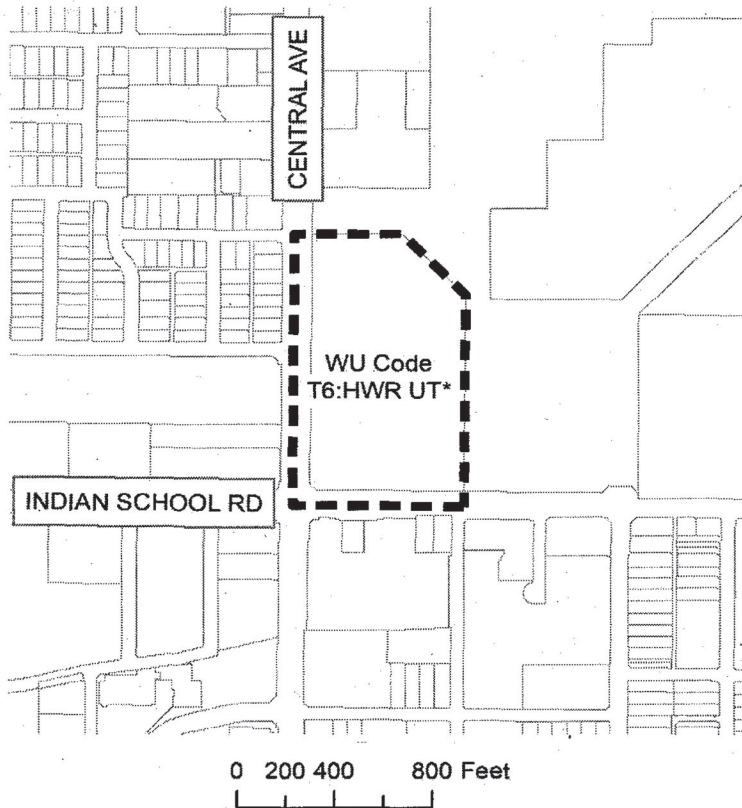 CENTRAL AVE
WU Code
T6:HWR UT*
INDIAN SCHOOL RD
0 200 400 800 Feet